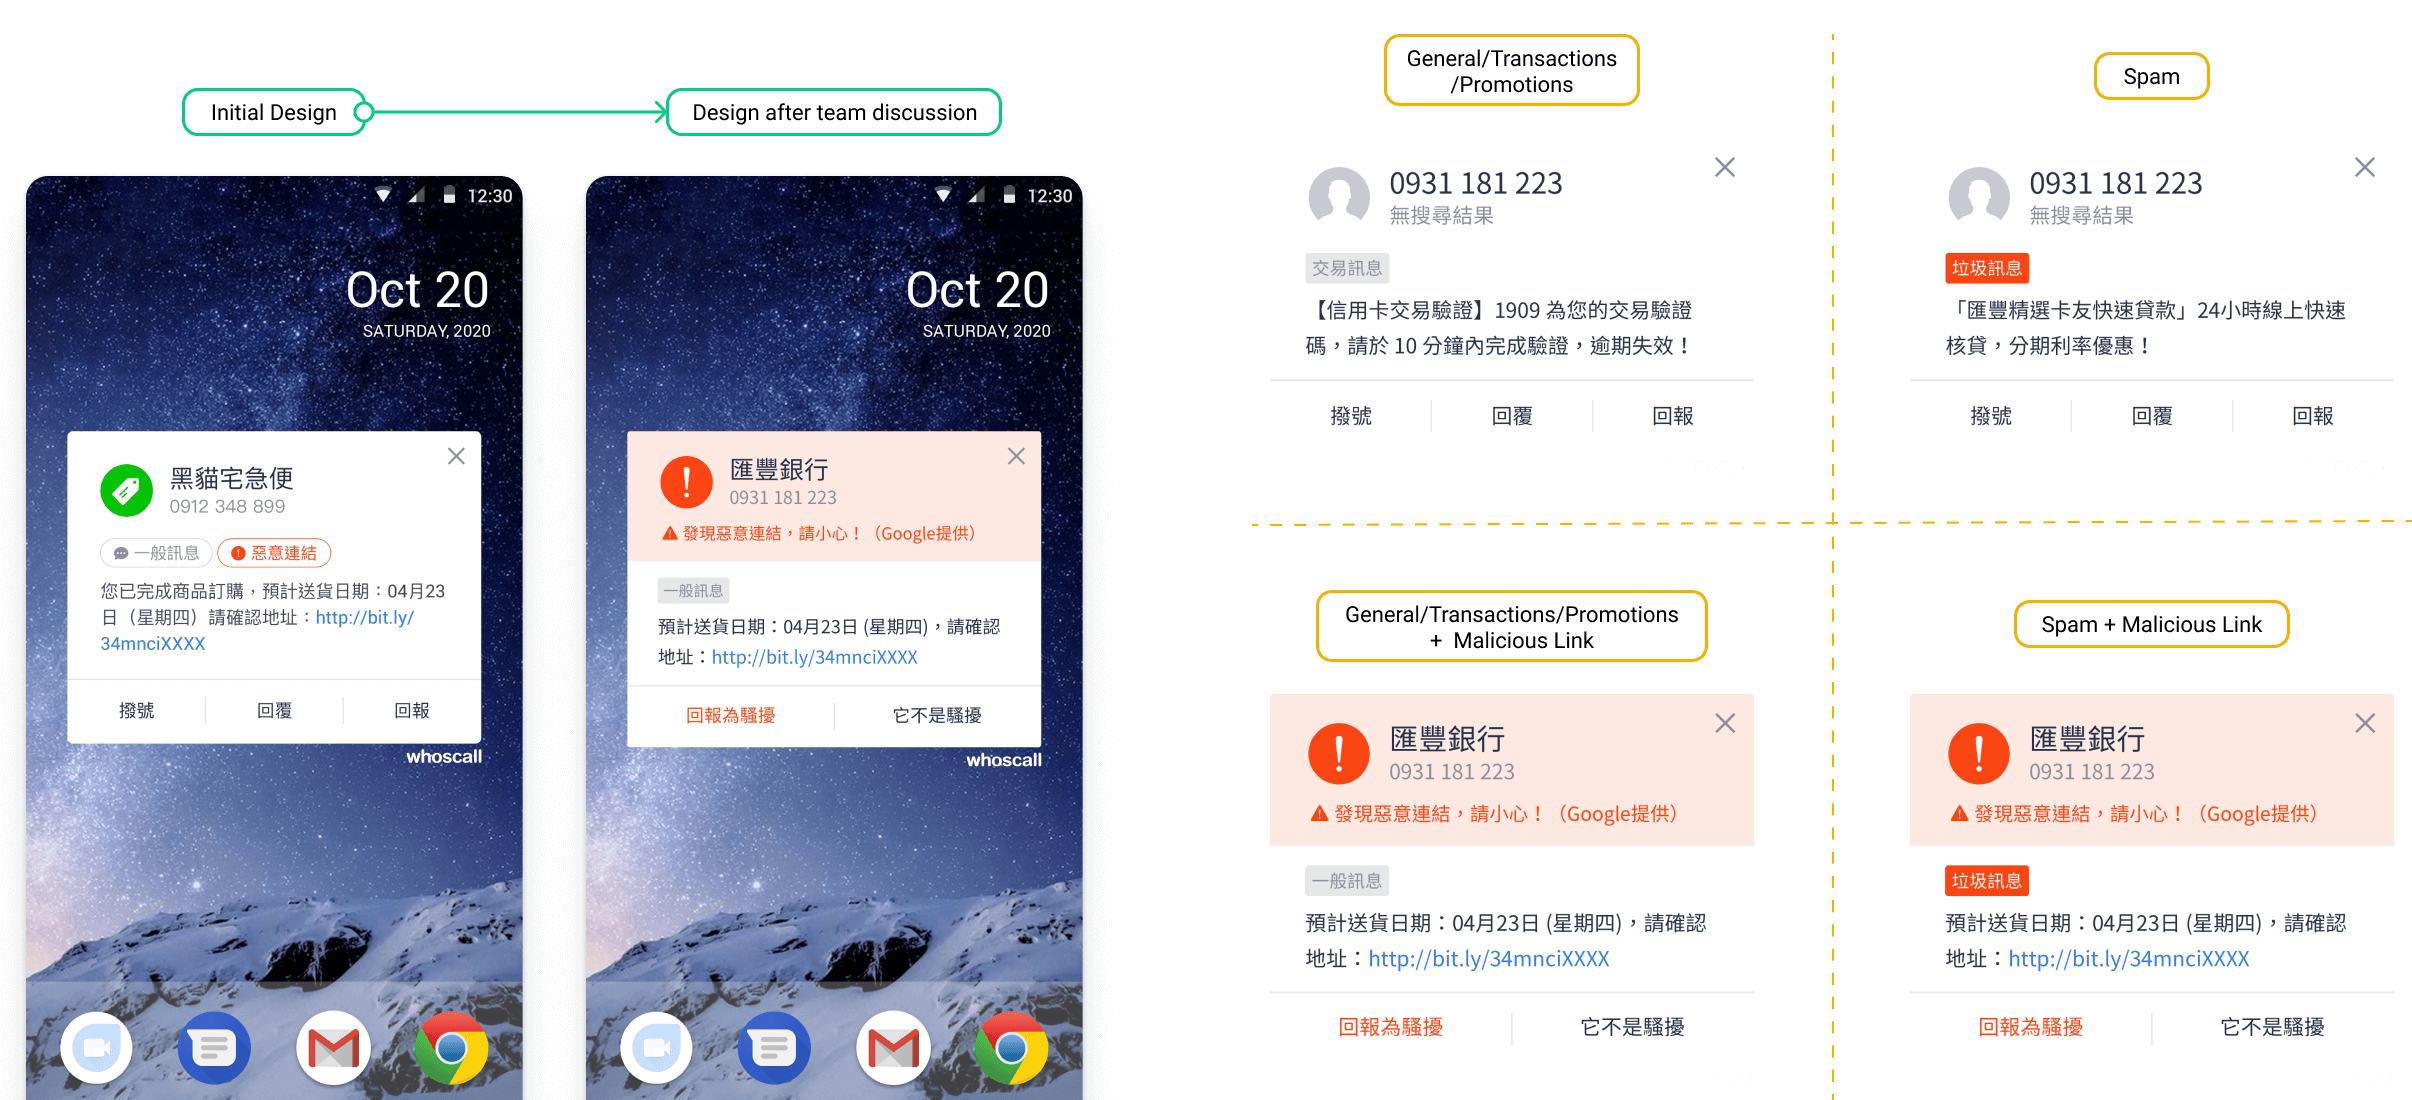 Initial Design
Design after team discussion
12:30
Oct 20
SATURDAY, 2020
黑貓宅急便
0912 348 899
一般訊息
惡意連結
您已完成商品訂購，預計送貨日期：04月23
日（星期四）請確認地址：http://bit.ly/
34mnciXXXX
撥號
回覆
回報
whoscall
12:30
Oct 20
SATURDAY, 2020
匯豐銀行
0931 181 223
發現惡意連結，請小心！（Google提供）
一般訊息
預計送貨日期：04月23日 (星期四)，請確認
地址：http://bit.ly/34mnciXXXX
回報為騷擾
它不是騷擾
whoscall
General/Transactions
/Promotions
0931 181 223
無搜尋結果
交易訊息
【信用卡交易驗證】1909 為您的交易驗證
碼，請於 10 分鐘內完成驗證，逾期失效！
撥號
回覆
回報
Spam
0931 181 223
無搜尋結果
垃圾訊息
「匯豐精選卡友快速貸款」24小時線上快速
核貸，分期利率優惠！
撥號
回覆
回報
General/Transactions/Promotions
+ Malicious Link
匯豐銀行
0931 181 223
發現惡意連結，請小心！（Google提供）
一般訊息
預計送貨日期：04月23日 (星期四)，請確認
地址：http://bit.ly/34mnciXXXX
回報為騷擾
它不是騷擾
Spam + Malicious Link
匯豐銀行
0931 181 223
發現惡意連結，請小心！（Google提供）
垃圾訊息
預計送貨日期：04月23日 (星期四)，請確認
地址：http://bit.ly/34mnciXXXX
回報為騷擾
它不是騷擾